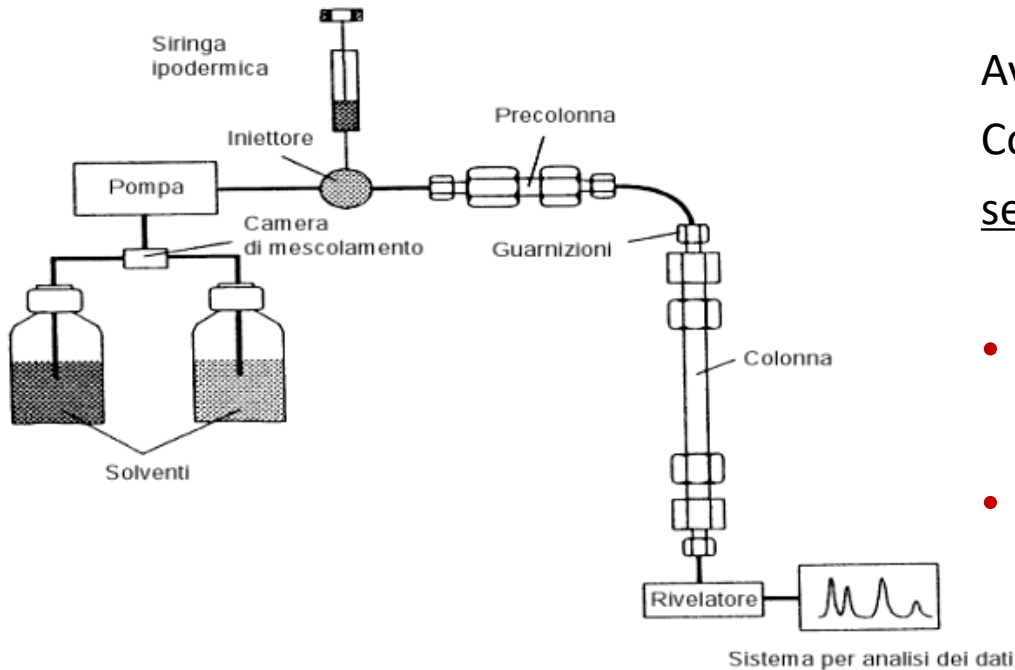 Siringa
ipodermica
Iniettore
Precolonna
Pompa
Camera
di mescolamento
Guarnizioni
Colonna
Solventi
Rivelatore
Sistema per analisi dei dati